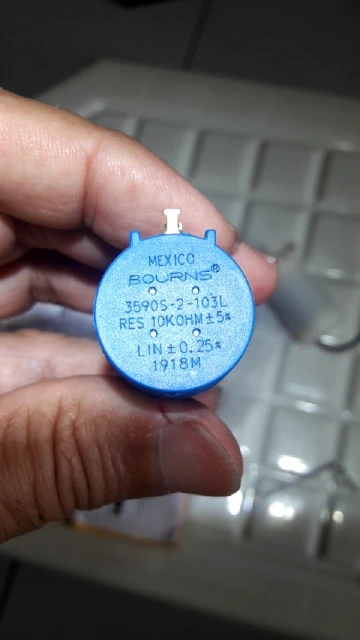 MEXICO
BOURNS®
3590S-2-103L
RES 10KOHM±5%
LIN±0.25%
1918M